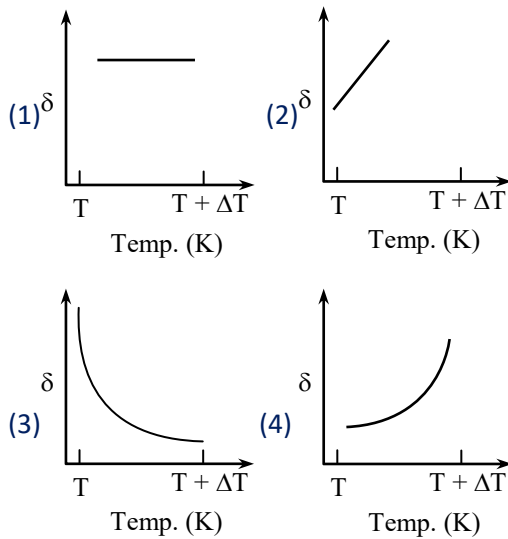 (1) δ
T T + ΔT
Temp. (K)
(2) δ
T T + ΔT
Temp. (K)
(3) δ
T T + ΔT
Temp. (K)
(4) δ
T T + ΔT
Temp. (K)